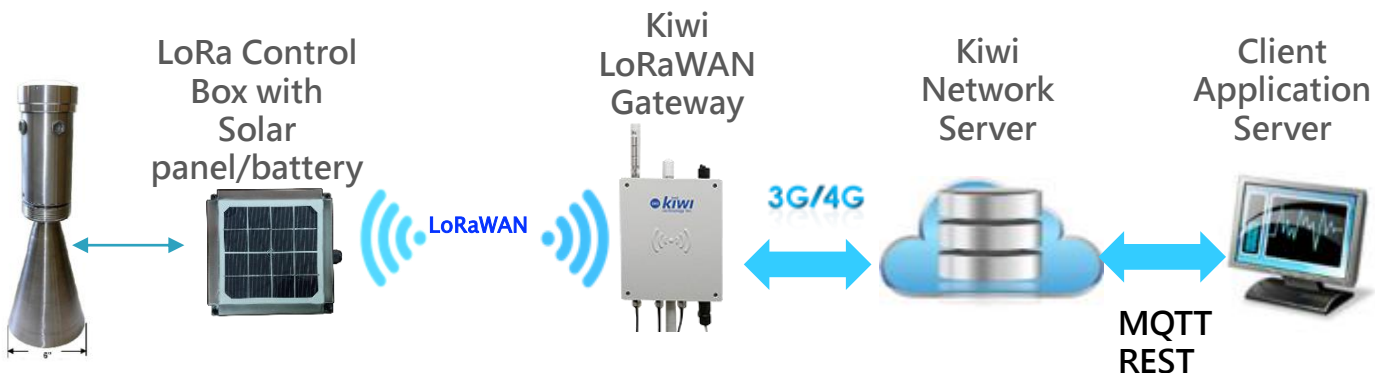 LoRa Control
Box with
Solar
panel/battery
Kiwi
LoRaWAN
Gateway
Kiwi
Network
Server
Client
Application
Server
LoRaWAN
kiwi
3G/4G
6"
MQTT
REST